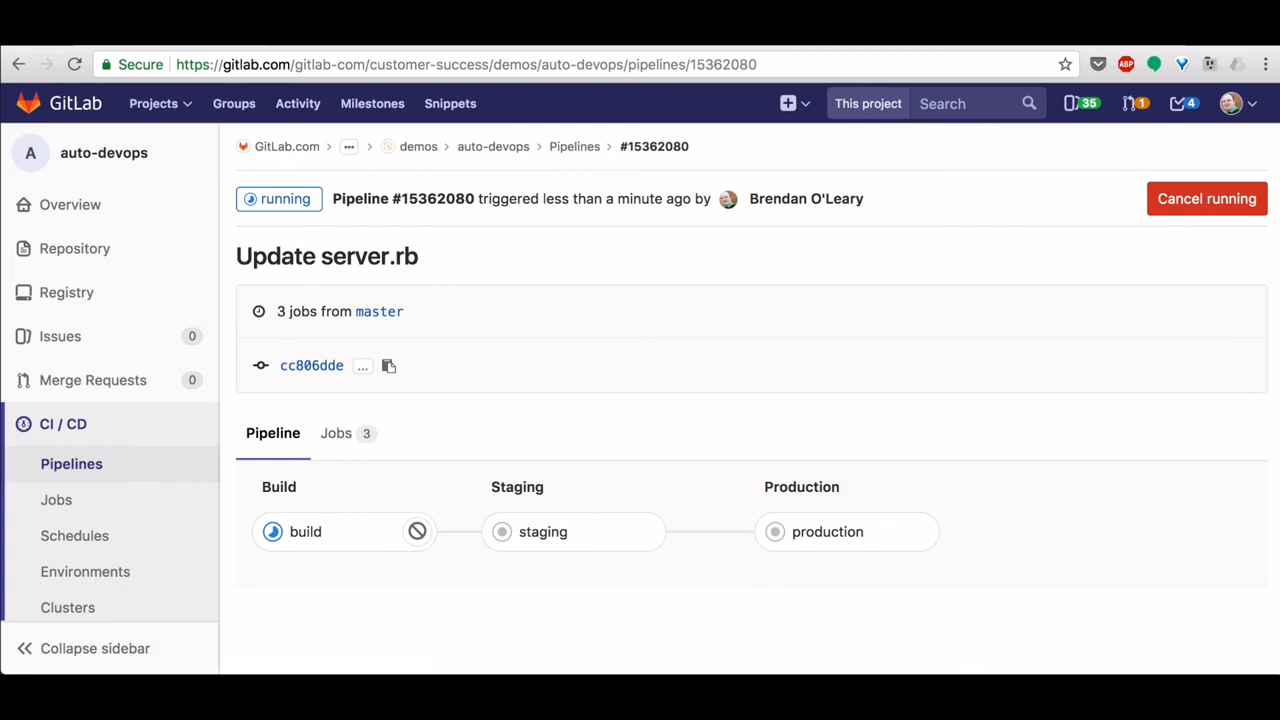 Secure https://gitlab.com/gitlab-com/customer-success/demos/auto-devops/pipelines/15362080
ABP
GitLab Projects Groups Activity Milestones Snippets This project Search 35 1 4
A auto-devops
Overview
Repository
Registry
Issues 0
Merge Requests 0
CI / CD
Pipelines
Jobs
Schedules
Environments
Clusters
Collapse sidebar
GitLab.com › ... › demos › auto-devops › Pipelines › #15362080
running Pipeline #15362080 triggered less than a minute ago by Brendan O'Leary Cancel running
Update server.rb
3 jobs from master
cc806dde ...
Pipeline Jobs 3
Build Staging Production
build staging production